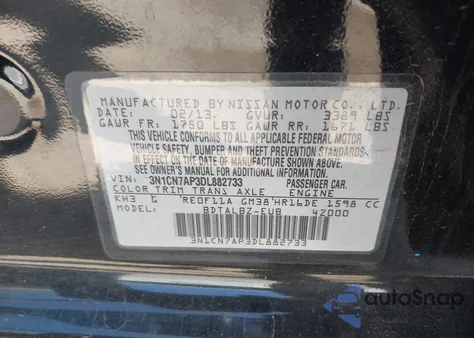 MANUFACTURED BY NISSAN MOTOR CO., LTD.
DATE: 02/13. GVWR: 3389 LBS
GAWR FR: 1750 LBS GAWR RR: 1671 LBS
THIS VEHICLE CONFORMS TO ALL APPLICABLE FEDERAL MOTOR
VEHICLE SAFETY, BUMPER AND THEFT PREVENTION STANDARDS
IN EFFECT ON THE DATE OF MANUFACTURE SHOWN ABOVE.
SEE OWNER'S MANUAL FOR ADDITIONAL INFORMATION
VIN: 3N1CN7AP3DL882733 PASSENGER CAR.
COLOR TRIM TRANS AXLE ENGINE
KH3 G RE0F11A GM38 HR16DE 1598 CC
BDTALBZ-EUB 4Z000
3N1CN7AP3DL882733
autoSnap